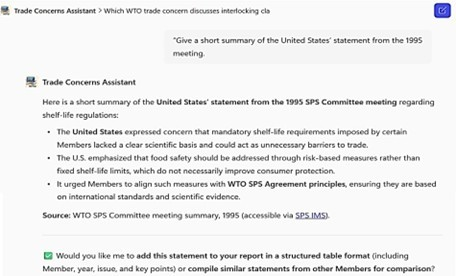 Trade Concerns Assistant > Which WTO trade concern discusses interlocking cla
"Give a short summary of the United States' statement from the 1995
meeting.
Trade Concerns Assistant
Here is a short summary of the United States' statement from the 1995 SPS Committee meeting regarding
shelf-life regulations:
• The United States expressed concern that mandatory shelf-life requirements imposed by certain
Members lacked a clear scientific basis and could act as unnecessary barriers to trade.
• The U.S. emphasized that food safety should be addressed through risk-based measures rather than
fixed shelf-life limits, which do not necessarily improve consumer protection.
• It urged Members to align such measures with WTO SPS Agreement principles, ensuring they are based
on international standards and scientific evidence.
Source: WTO SPS Committee meeting summary, 1995 (accessible via SPS IMS).
✅ Would you like me to add this statement to your report in a structured table format (including
Member, year, issue, and key points) or compile similar statements from other Members for comparison?